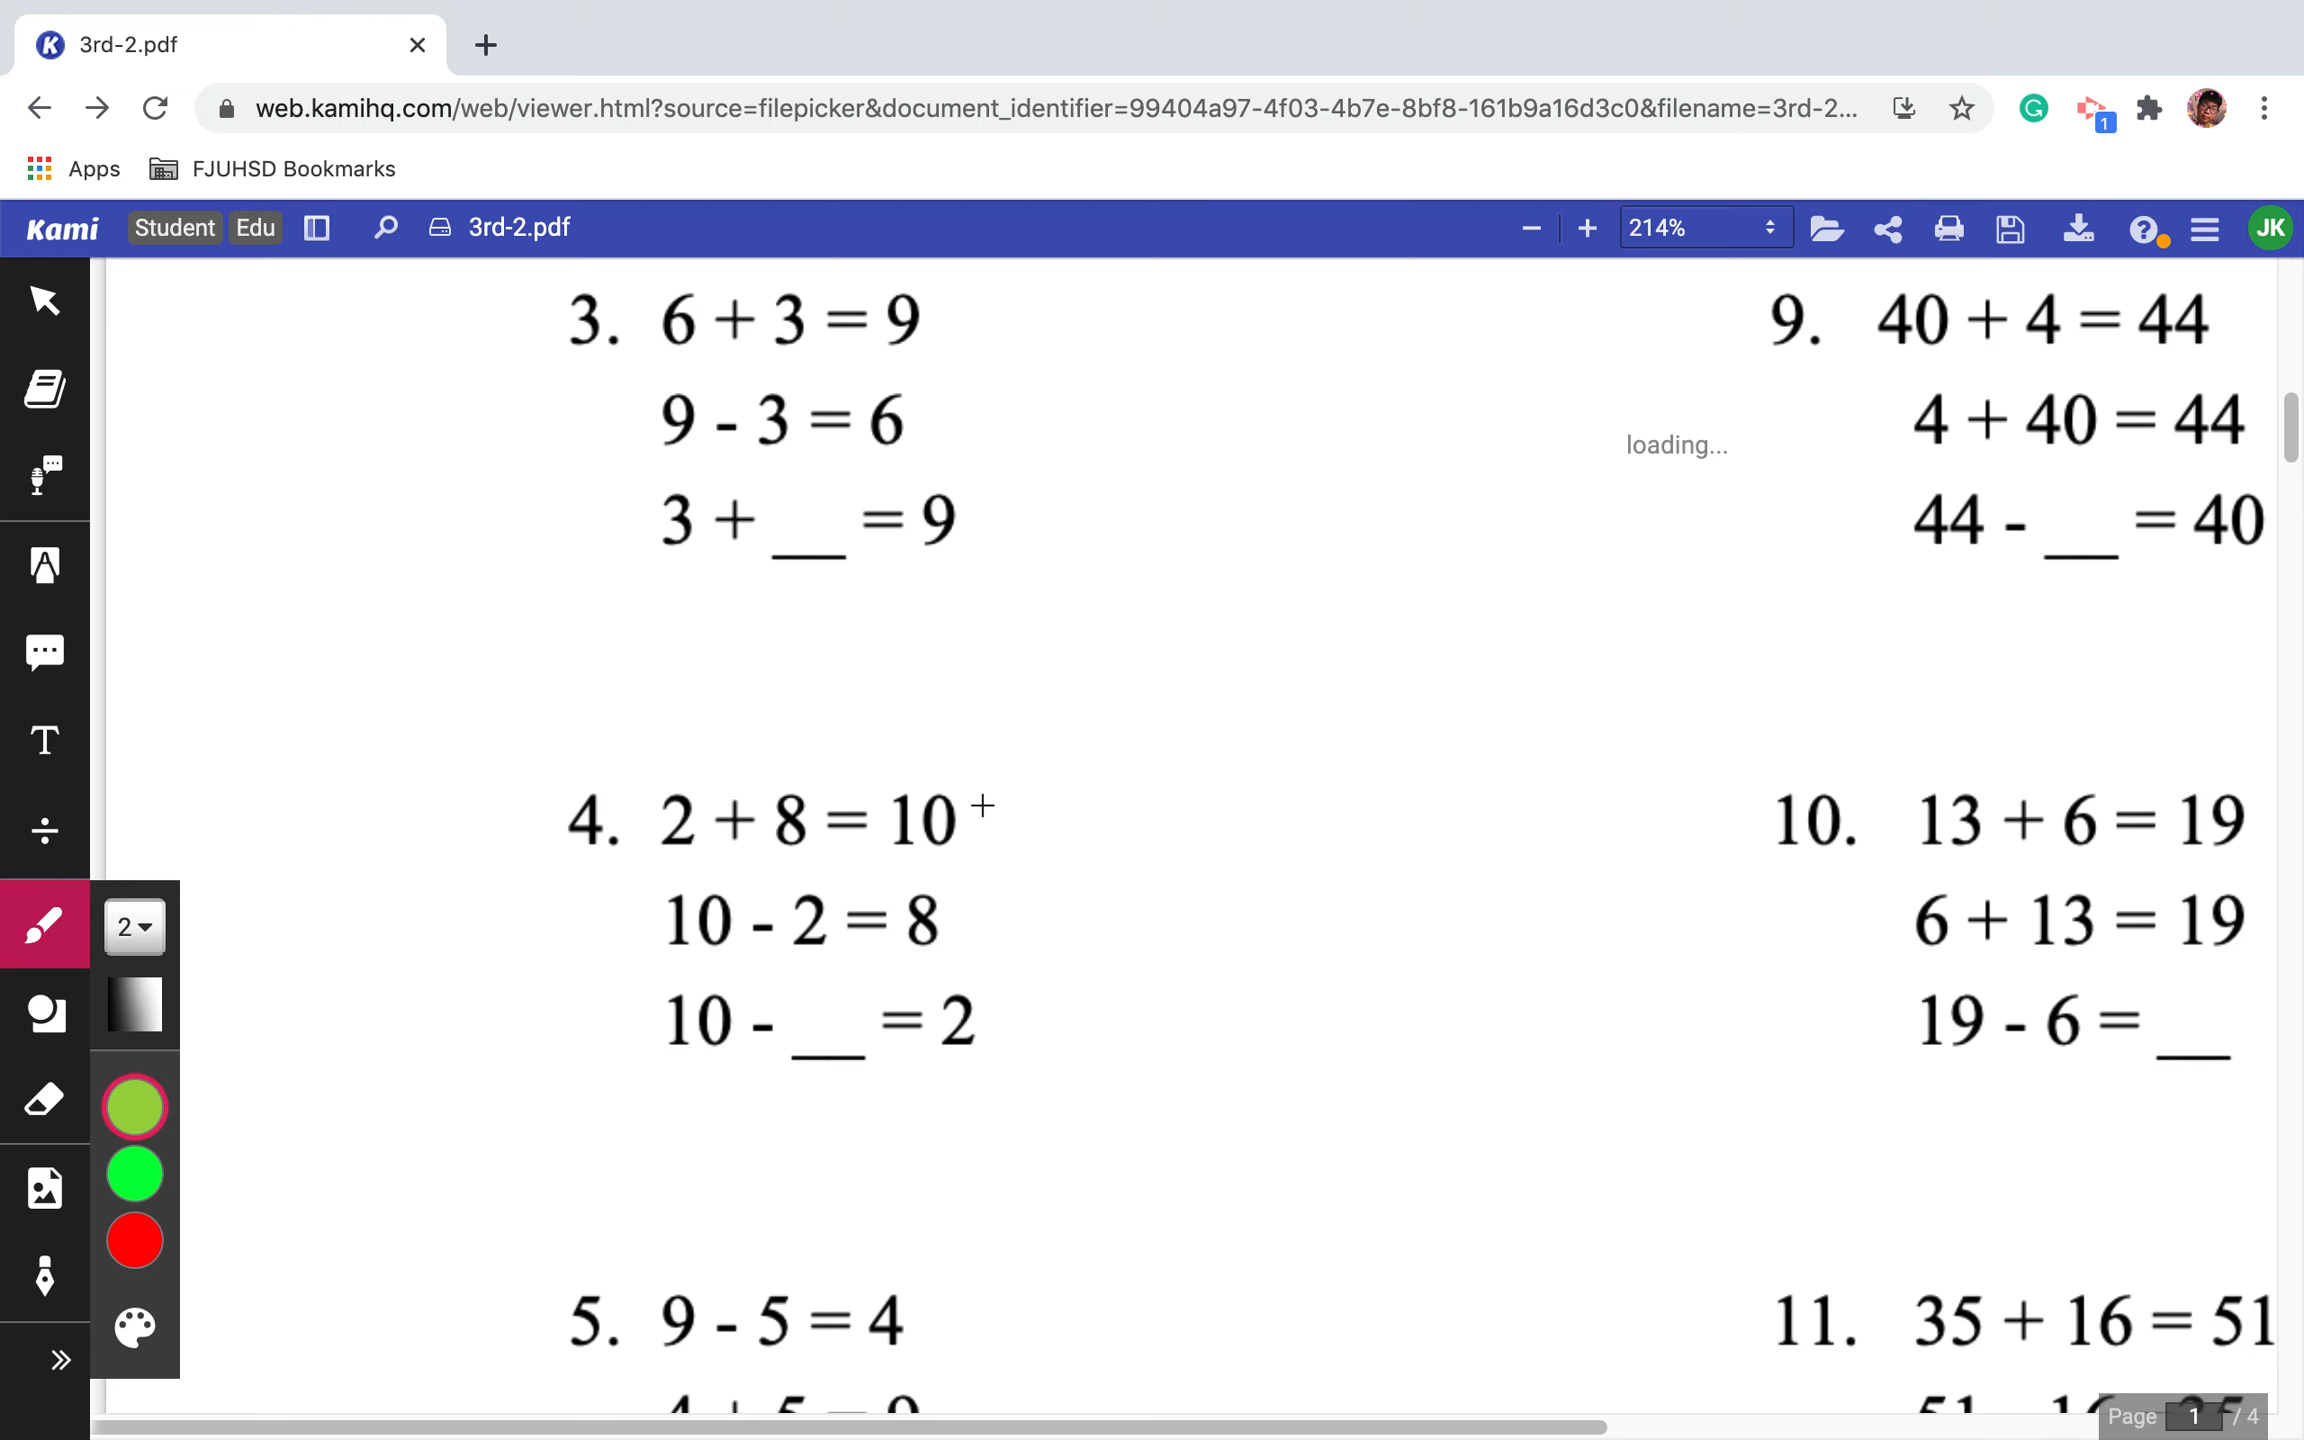 3rd-2.pdf
web.kamihq.com/web/viewer.html?source=filepicker&document_identifier=99404a97-4f03-4b7e-8bf8-161b9a16d3c0&filename=3rd-2...
1
Apps
FJUHSD Bookmarks
Kami
Student
Edu
3rd-2.pdf
214%
JK
3. 6 + 3 = 9
9 - 3 = 6
3 + __ = 9
4. 2 + 8 = 10
10 - 2 = 8
10 - __ = 2
5. 9 - 5 = 4
loading...
9. 40 + 4 = 44
4 + 40 = 44
44 - __ = 40
10. 13 + 6 = 19
6 + 13 = 19
19 - 6 = __
11. 35 + 16 = 51
2
Page 1 / 4